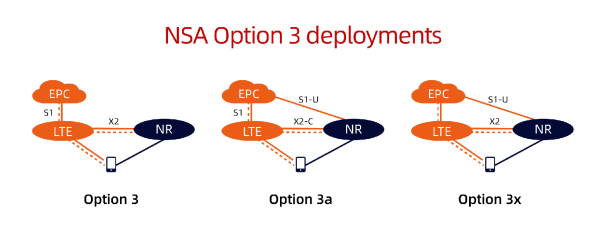 NSA Option 3 deployments
EPC
S1
LTE
X2
NR
Option 3
EPC
S1-U
S1
LTE
X2-C
NR
Option 3a
EPC
S1-U
LTE
X2
NR
Option 3x